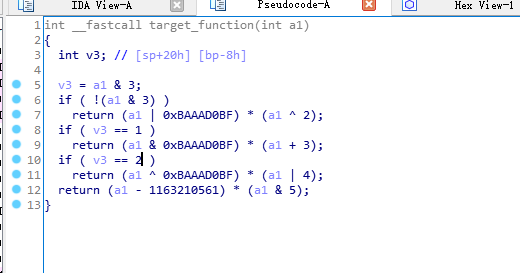 IDA View-A Pseudocode-A Hex View-1
1 int __fastcall target_function(int a1)
2 {
3 int v3; // [sp+20h] [bp-8h]
4
5 v3 = a1 & 3;
6 if ( !(a1 & 3) )
7 return (a1 | 0xBAAAD0BF) * (a1 ^ 2);
8 if ( v3 == 1 )
9 return (a1 & 0xBAAAD0BF) * (a1 + 3);
10 if ( v3 == 2 )
11 return (a1 ^ 0xBAAAD0BF) * (a1 | 4);
12 return (a1 - 1163210561) * (a1 & 5);
13 }